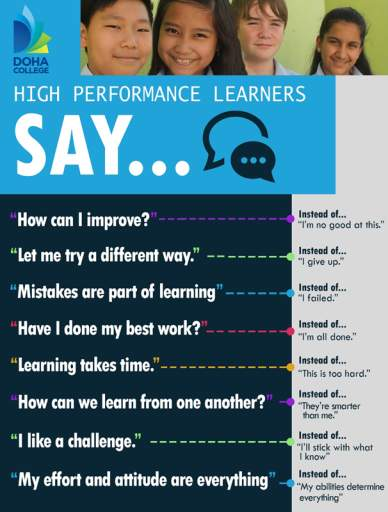 DOHA
COLLEGE
HIGH PERFORMANCE LEARNERS
SAY...
“How can I improve?”
Instead of...
“I'm no good at this.”
“Let me try a different way.”
Instead of...
“I give up.”
“Mistakes are part of learning”
Instead of...
“I failed.”
“Have I done my best work?”
Instead of...
“I'm all done.”
“Learning takes time.”
Instead of...
“This is too hard.”
“How can we learn from one another?”
Instead of...
“They're smarter
than me.”
“I like a challenge.”
Instead of...
“I'll stick with what
I know”
“My effort and attitude are everything”
Instead of...
“My abilities determine
everything”